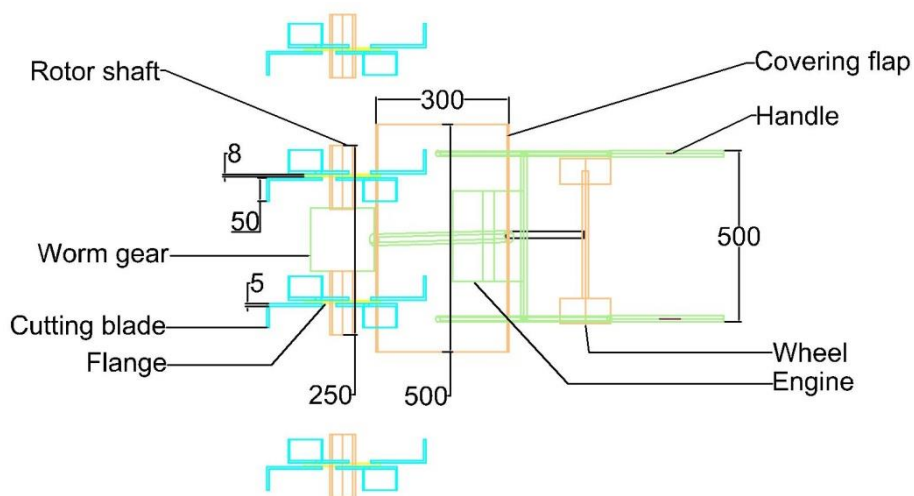 Rotor shaft
Covering flap
300
Handle
8
50
500
Worm gear
5
Cutting blade
Flange
Wheel
Engine
250
500